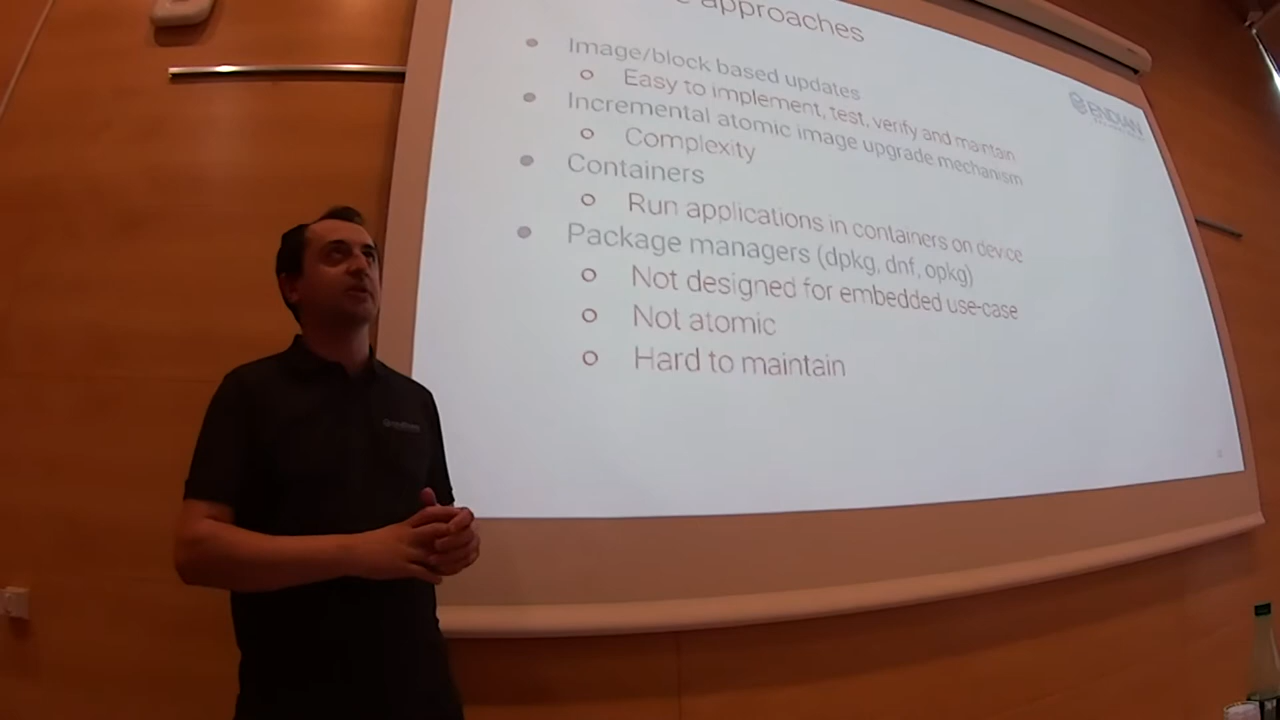 approaches
Image/block based updates
Easy to implement, test, verify and maintain
Incremental atomic image upgrade mechanism
Complexity
Containers
Run applications in containers on device
Package managers (dpkg, dnf, opkg)
Not designed for embedded use-case
Not atomic
Hard to maintain
ENDIAN